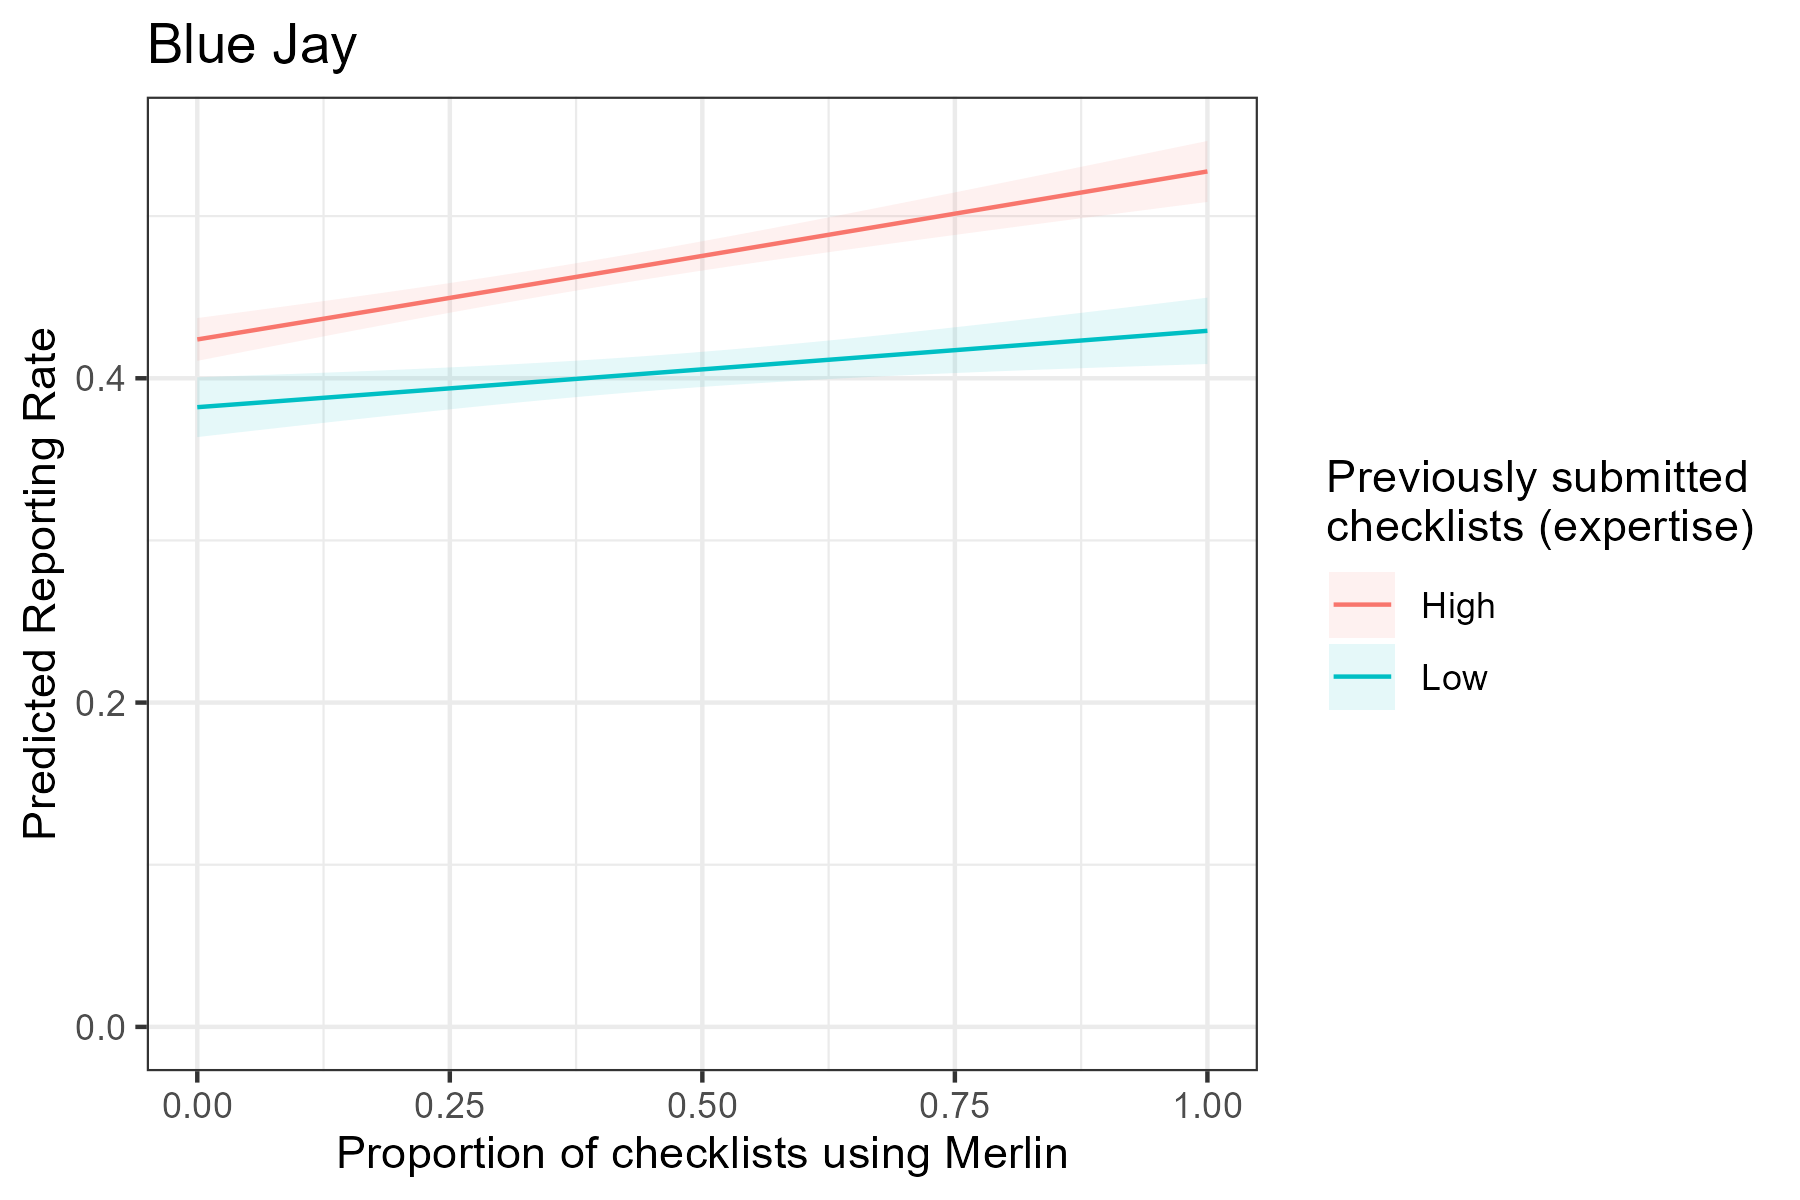 Blue Jay
Predicted Reporting Rate
0.4
0.2
0.0
0.00 0.25 0.50 0.75 1.00
Proportion of checklists using Merlin
Previously submitted
checklists (expertise)
High
Low